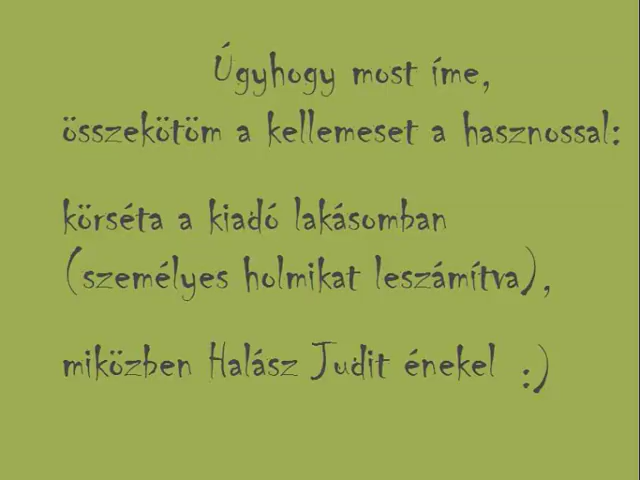 Úgyhogy most íme,
összekötöm a kellemeset a hasznossal:
körséta a kiadó lakásomban
(személyes holmikat leszámítva),
miközben Halász Judit énekel :)